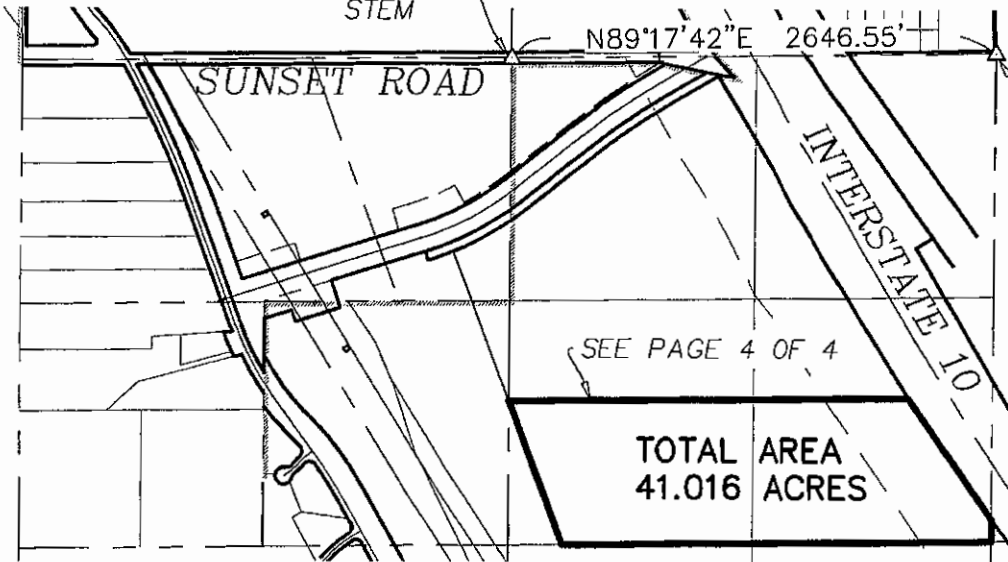 STEM
N89°17'42"E 2646.55'
SUNSET ROAD
INTERSTATE 10
SEE PAGE 4 OF 4
TOTAL AREA
41.016 ACRES